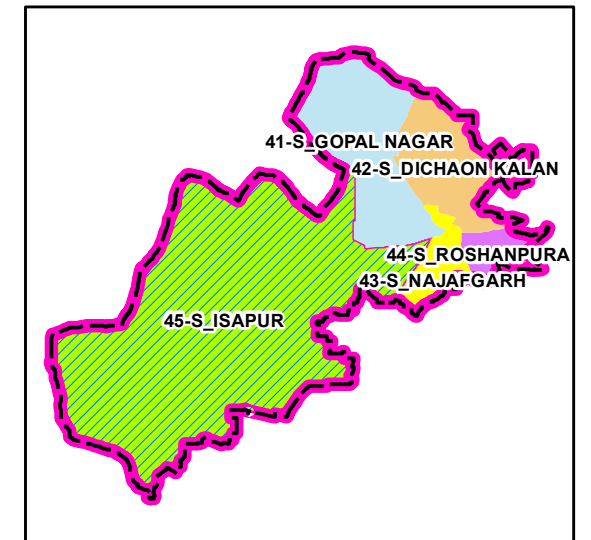 41-S_GOPAL NAGAR
42-S_DICHAON KALAN
44-S_ROSHANPURA
43-S_NAJAFGARH
45-S_ISAPUR